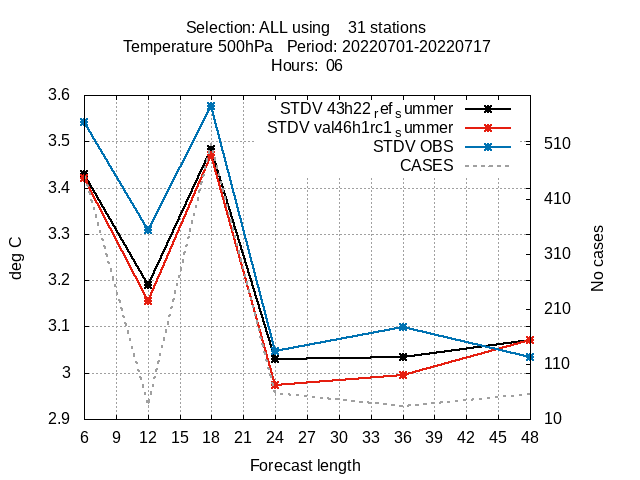 Selection: ALL using    31 stations
Temperature 500hPa   Period: 20220701-20220717
Hours:  06
STDV 43h22 refsummer
STDV val46h1rc1summer
STDV OBS
CASES
3.6
3.5
3.4
3.3
3.2
3.1
3
2.9
deg C
510
410
310
210
110
10
No cases
6 9 12 15 18 21 24 27 30 33 36 39 42 45 48
Forecast length